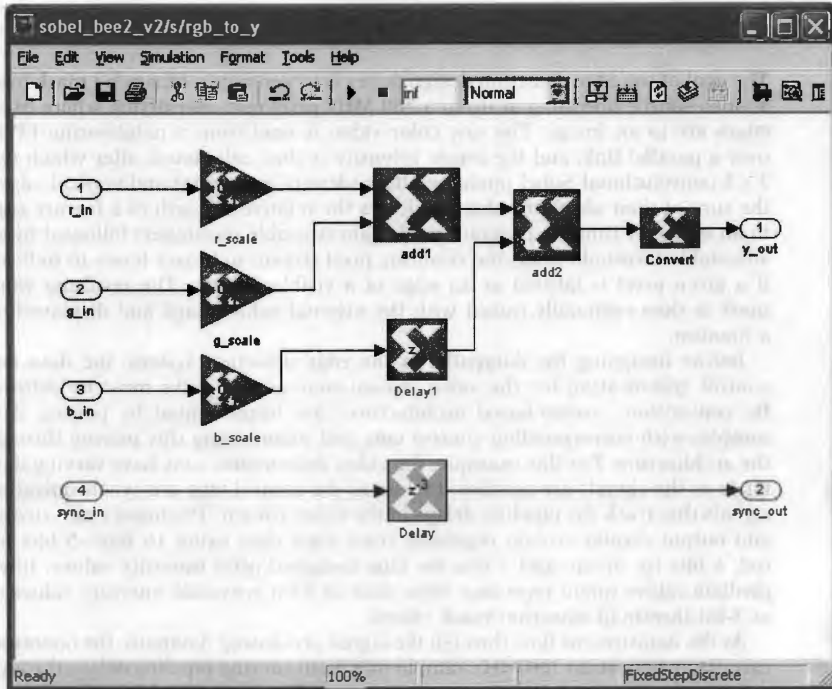 sobel_bee2_v2/s/rgb_to_y
File Edit View Simulation Format Tools Help
inf Normal
1
r_in
r_scale
2
g_in
g_scale
3
b_in
b_scale
add1
add2
Convert
1
y_out
Delay1
4
sync_in
z-3
Delay
2
sync_out
Ready 100% FixedStepDiscrete